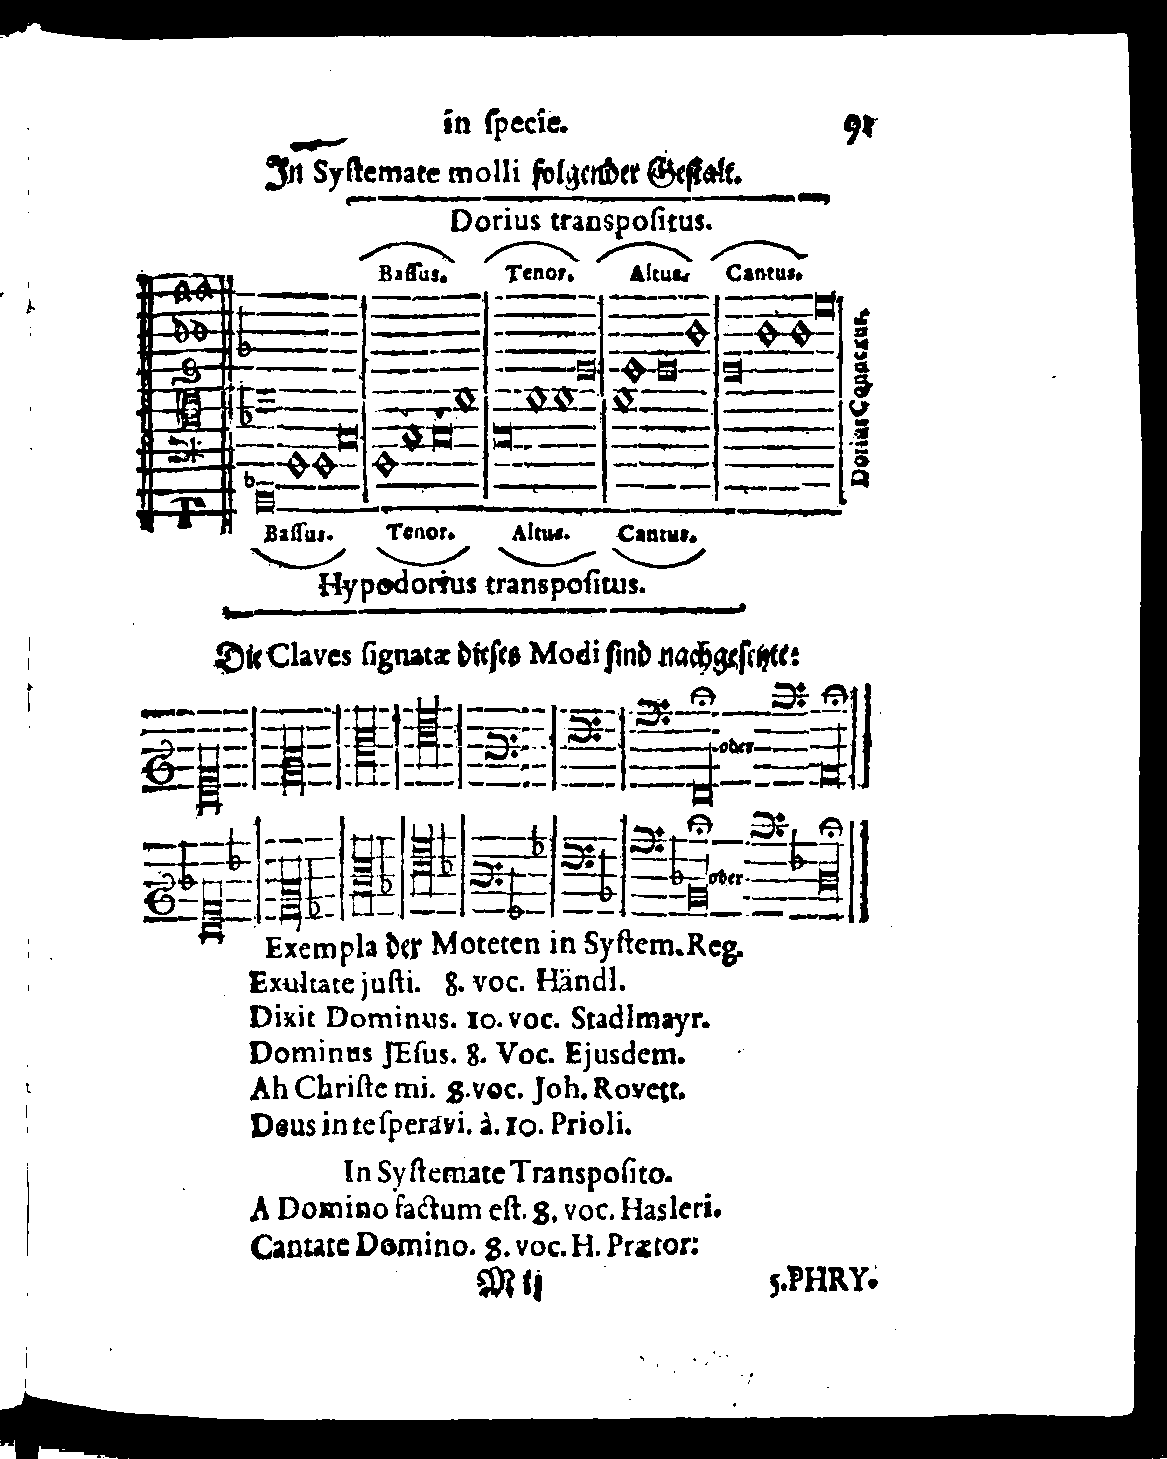 in ſpecie. 91
In Syſtemate molli folgender Geſtalt.
Dorius transpoſitus.
Baſſus. Tenor. Altus. Cantus.
Dorius Connexus.
Baſſus. Tenor. Altus. Cantus.
Hypodorius transpoſitus.
Die Claves ſignatæ dieſes Modi ſind nachgeſetzte:
oder
oder
Exempla der Moteten in Syſtem. Reg.
Exultate juſti. 8. voc. Händl.
Dixit Dominus. 10. voc. Stadlmayr.
Dominus JEſus. 8. Voc. Ejusdem.
Ah Chriſte mi. 8. voc. Joh. Rovett.
Deus in te ſperavi. à. 10. Prioli.
In Syſtemate Transpoſito.
A Domino factum eſt. 8. voc. Hasleri.
Cantate Domino. 8. voc. H. Prætor:
M ij 5. PHRY.